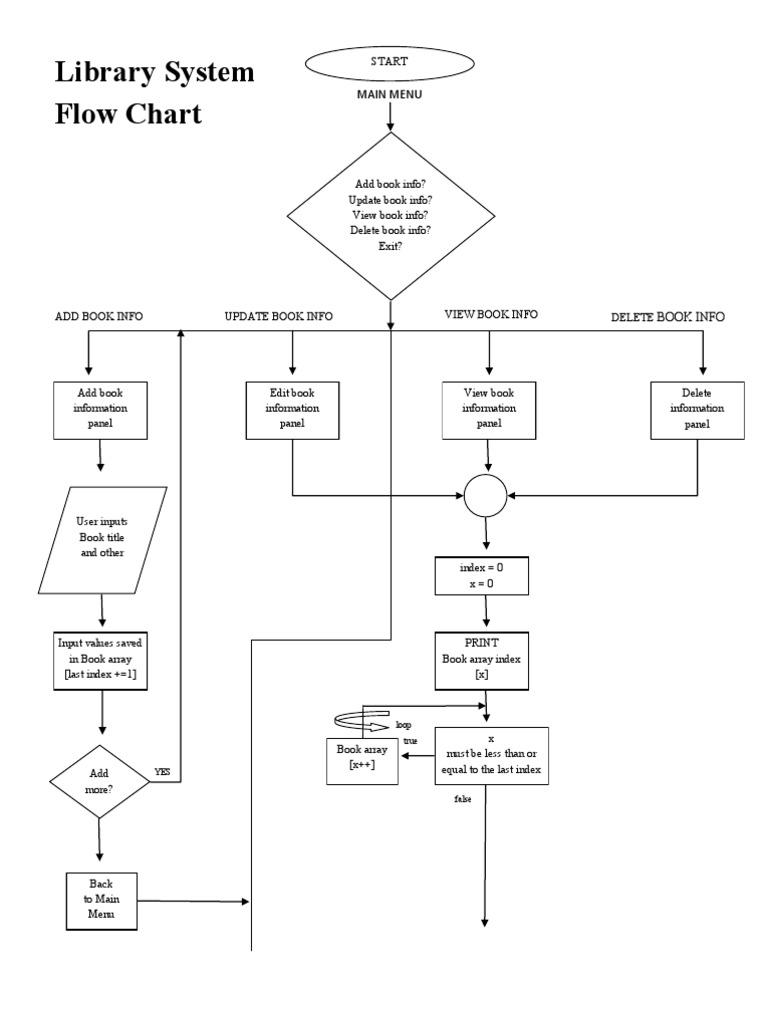 Library System
Flow Chart
START
MAIN MENU
Add book info?
Update book info?
View book info?
Delete book info?
Exit?
ADD BOOK INFO
UPDATE BOOK INFO
VIEW BOOK INFO
DELETE BOOK INFO
Add book
information
panel
Edit book
information
panel
View book
information
panel
Delete
information
panel
User inputs
Book title
and other
index = 0
x = 0
Input values saved
in Book array
[last index +=1]
PRINT
Book array index
[x]
loop
true
Book array
[x++]
x
must be less than or
equal to the last index
false
Add
more?
YES
Back
to Main
Menu